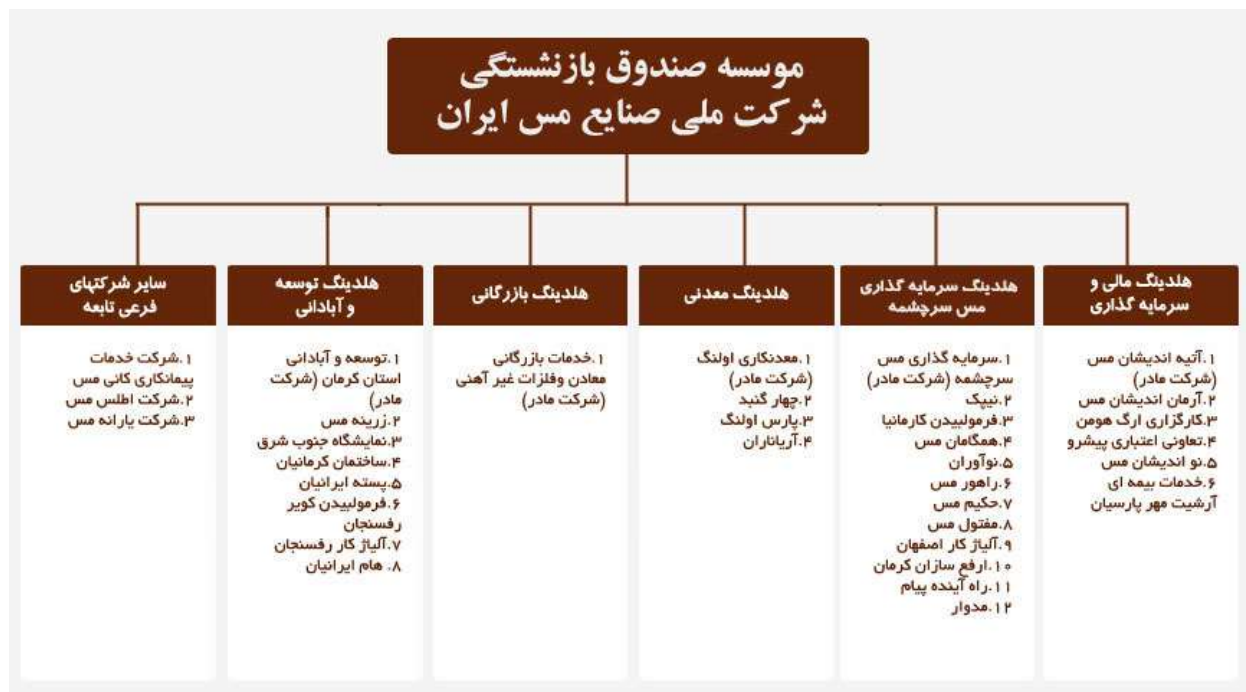 موسسه صندوق بازنشستگی
شرکت ملی صنایع مس ایران
هلدینگ مالی و
سرمایه گذاری
۱.آتیه اندیشان مس
(شرکت مادر)
۲.آرمان اندیشان مس
۳.کارگزاری ارگ هومن
۴.تعاونی اعتباری پیشرو
۵.نو اندیشان مس
۶.خدمات بیمه ای
آرشیت مهر پارسیان
هلدینگ سرمایه گذاری
مس سرچشمه
۱.سرمایه گذاری مس
سرچشمه (شرکت مادر)
۲.نیپک
۳.فرمولبیدن کارمانیا
۴.همگامان مس
۵.نوآوران
۶.راهور مس
۷.حکیم مس
۸.مفتول مس
۹.آلیاژ کار اصفهان
۱۰.ارفع سازان کرمان
۱۱.راه آینده پیام
۱۲.مدوار
هلدینگ معدنی
۱.معدنکاری اولنگ
(شرکت مادر)
۲.چهار گنبد
۳.پارس اولنگ
۴.آریاناران
هلدینگ بازرگانی
۱.خدمات بازرگانی
معادن وفلزات غیر آهنی
(شرکت مادر)
هلدینگ توسعه
و آبادانی
۱.توسعه و آبادانی
استان کرمان (شرکت
مادر)
۲.زرینه مس
۳.نمایشگاه جنوب شرق
۴.ساختمان کرمانیان
۵.پسته ایرانیان
۶.فرمولبیدن کویر
رفسنجان
۷.آلیاژ کار رفسنجان
۸. هام ایرانیان
سایر شرکتهای
فرعی تابعه
۱.شرکت خدمات
پیمانکاری کانی مس
۲.شرکت اطلس مس
۳.شرکت یارانه مس